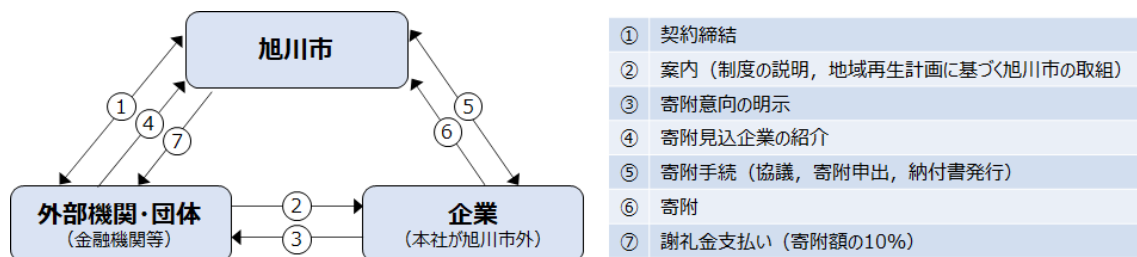 旭川市
①
④
⑦
⑤
⑥
外部機関・団体
（金融機関等）
②
③
企業
（本社が旭川市外）
① 契約締結
② 案内（制度の説明，地域再生計画に基づく旭川市の取組）
③ 寄附意向の明示
④ 寄附見込企業の紹介
⑤ 寄附手続（協議，寄附申出，納付書発行）
⑥ 寄附
⑦ 謝礼金支払い（寄附額の10%）